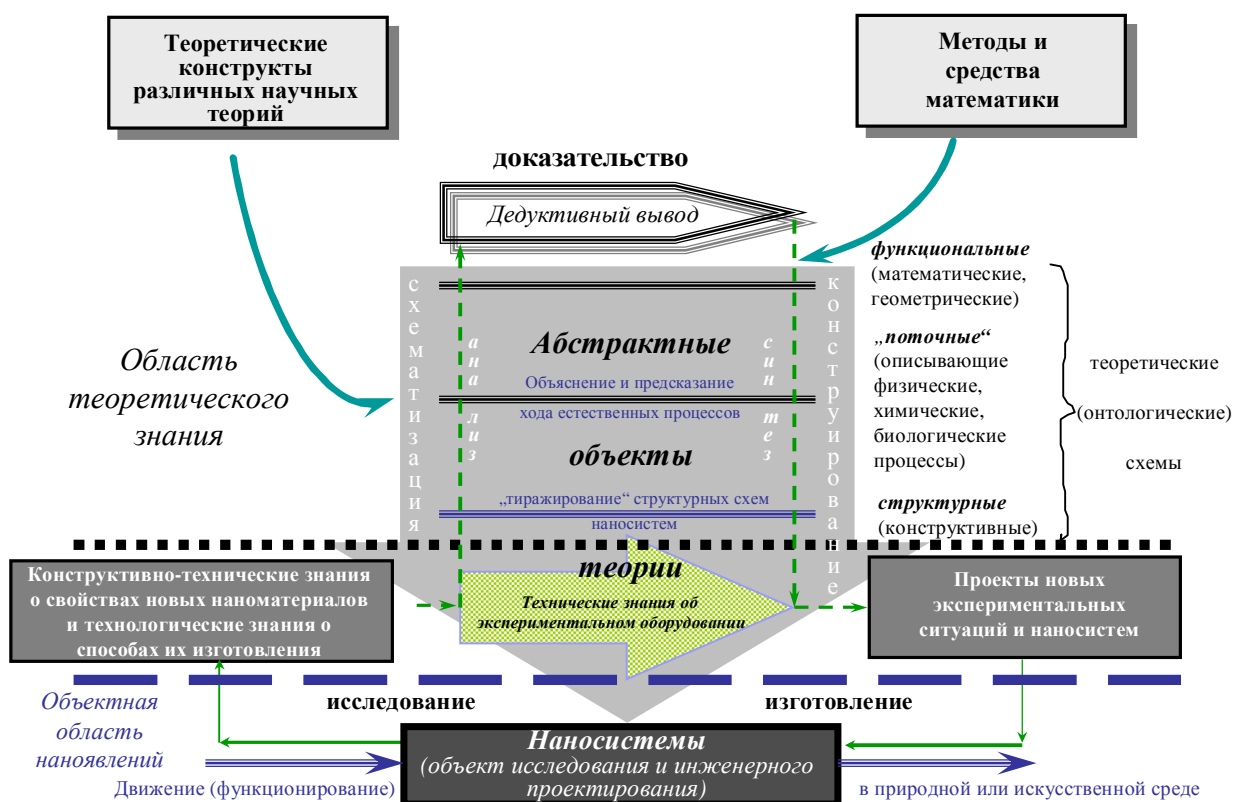 Теоретические
конструкты
различных научных
теорий
Методы и
средства
математики
доказательство
Дедуктивный вывод
функциональные
(математические,
геометрические)
„поточные“
(описывающие
физические,
химические,
биологические
процессы)
структурные
(конструктивные)
теоретические
(онтологические)
схемы
Область
теоретического
знания
схематизация
анализ
синтез
конструирование
Абстрактные
Объяснение и предсказание
хода естественных процессов
объекты
„тиражирование“ структурных схем
наносистем
теории
Технические знания об
экспериментальном оборудовании
Конструктивно-технические знания
о свойствах новых наноматериалов
и технологические знания о
способах их изготовления
Проекты новых
экспериментальных
ситуаций и наносистем
исследование
изготовление
Объектная
область
наноявлений
Наносистемы
(объект исследования и инженерного
проектирования)
Движение (функционирование)
в природной или искусственной среде